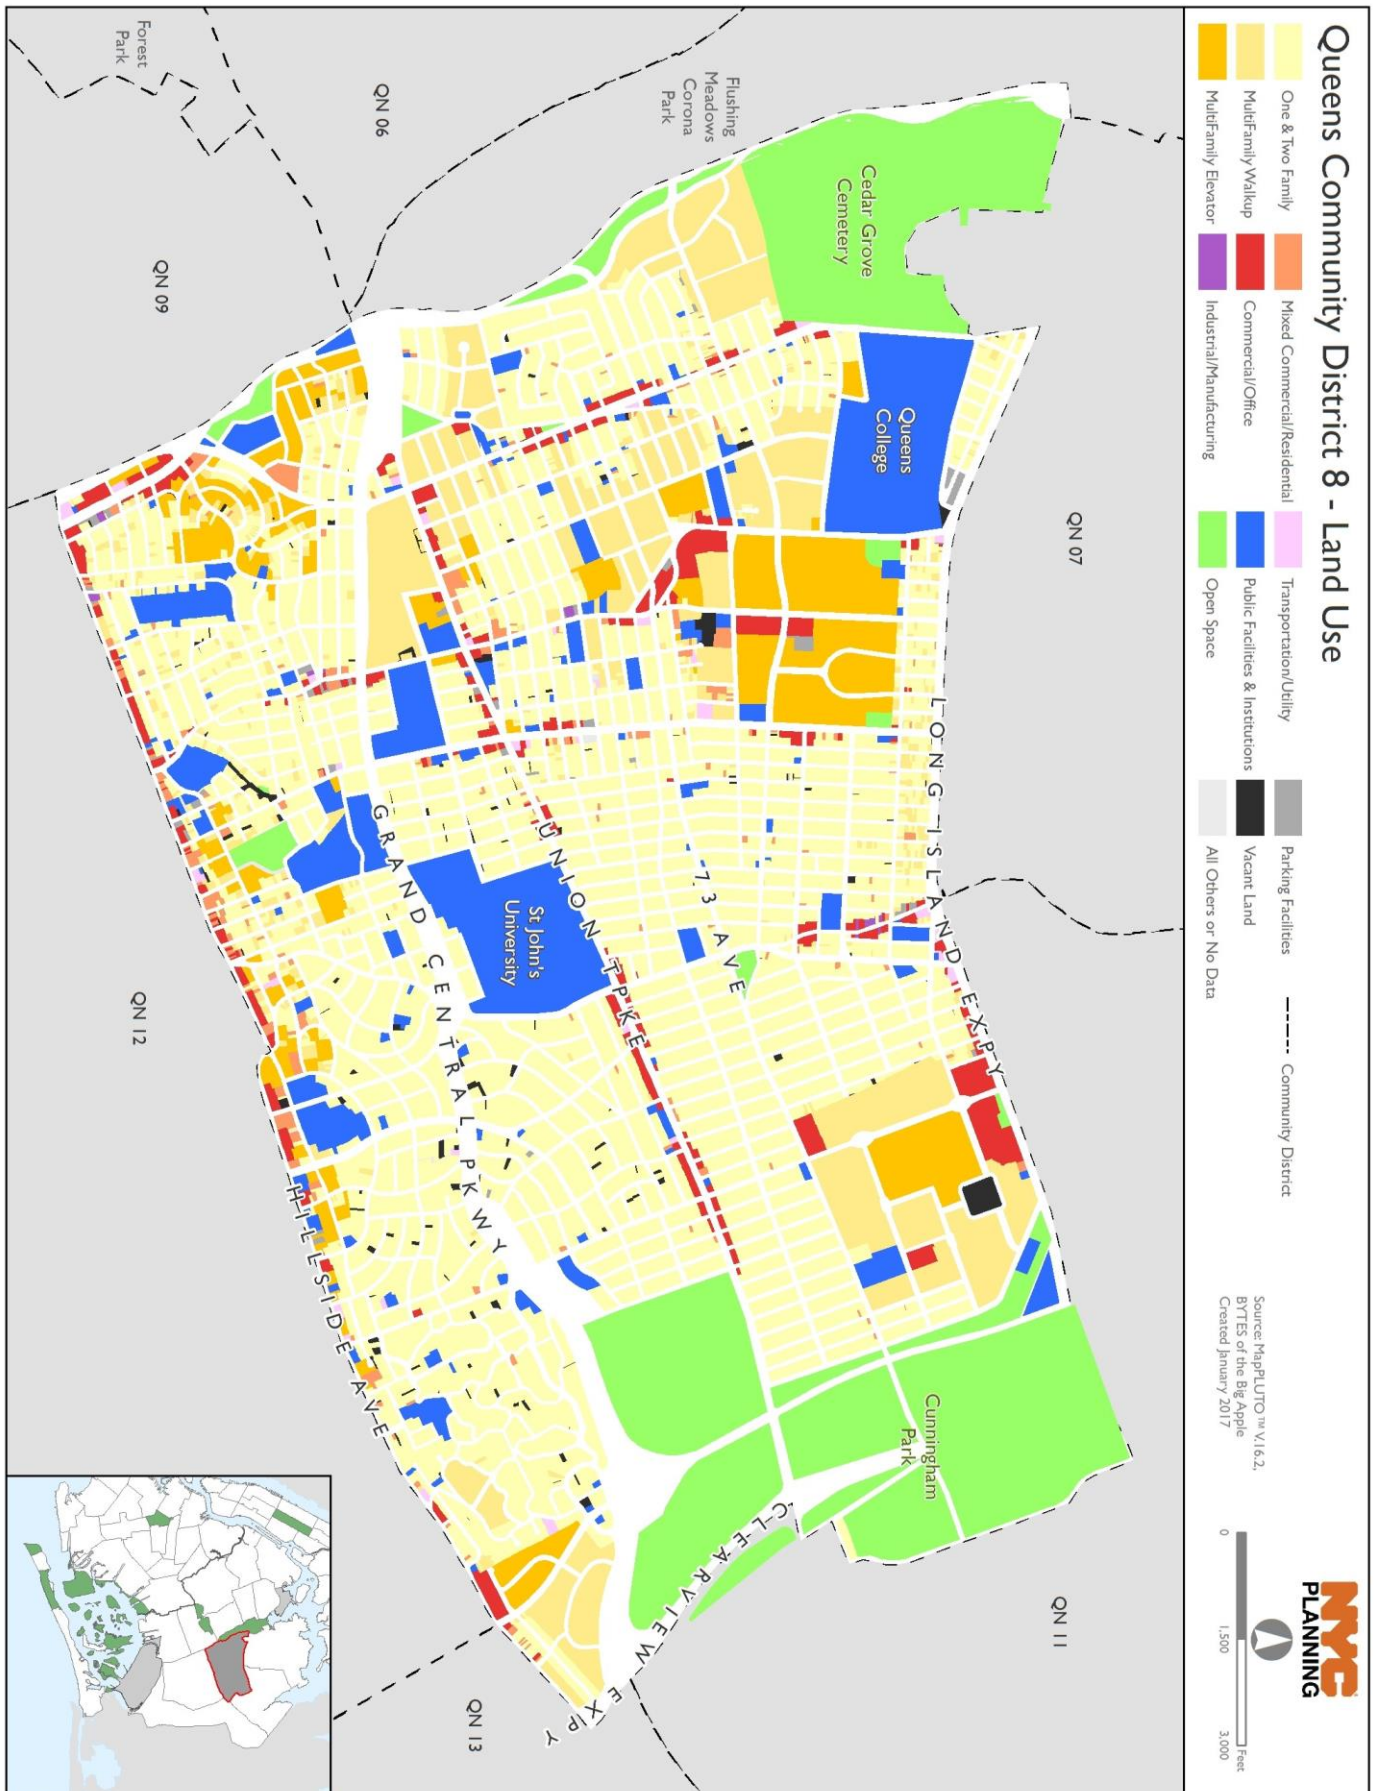 Queens Community District 8 - Land Use
One & Two Family
MultiFamily Walkup
MultiFamily Elevator
Mixed Commercial/Residential
Commercial/Office
Industrial/Manufacturing
Transportation/Utility
Public Facilities & Institutions
Open Space
Parking Facilities
Vacant Land
All Others or No Data
Community District
Source: MapPLUTO™ V.16.2,
BYTES of the Big Apple
Created January 2017
NYC
PLANNING
0
1,500
3,000
Feet
QN 07
QN 11
LONG ISLAND EXPY
Cedar Grove
Cemetery
Queens
College
Flushing
Meadows
Corona
Park
Cunningham
Park
73 AVE
CLEARVIEW EXPY
UNION TPKE
St John's
University
QN 06
GRAND CENTRAL PKWY
QN 13
Forest
Park
QN 09
HILLSIDE AVE
QN 12